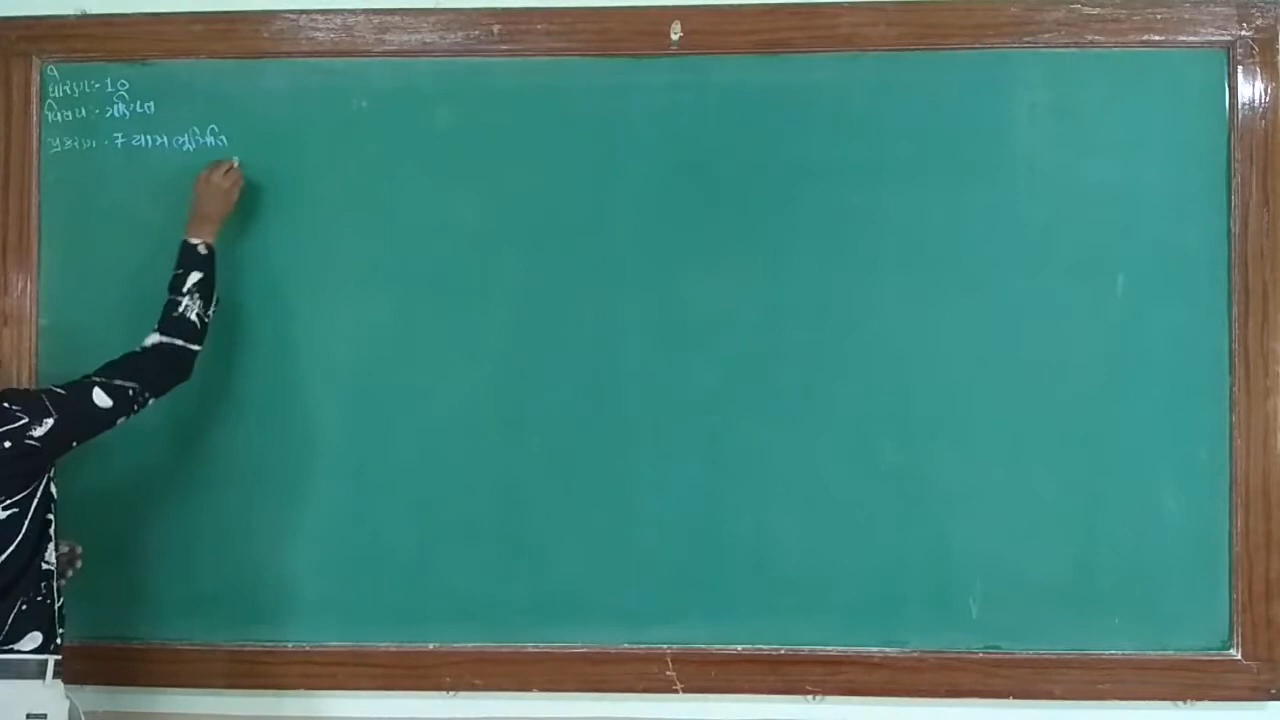 ધોરણ:- 10
વિષય :- ગણિત
પ્રકરણ - 7 યામ ભૂમિતિ